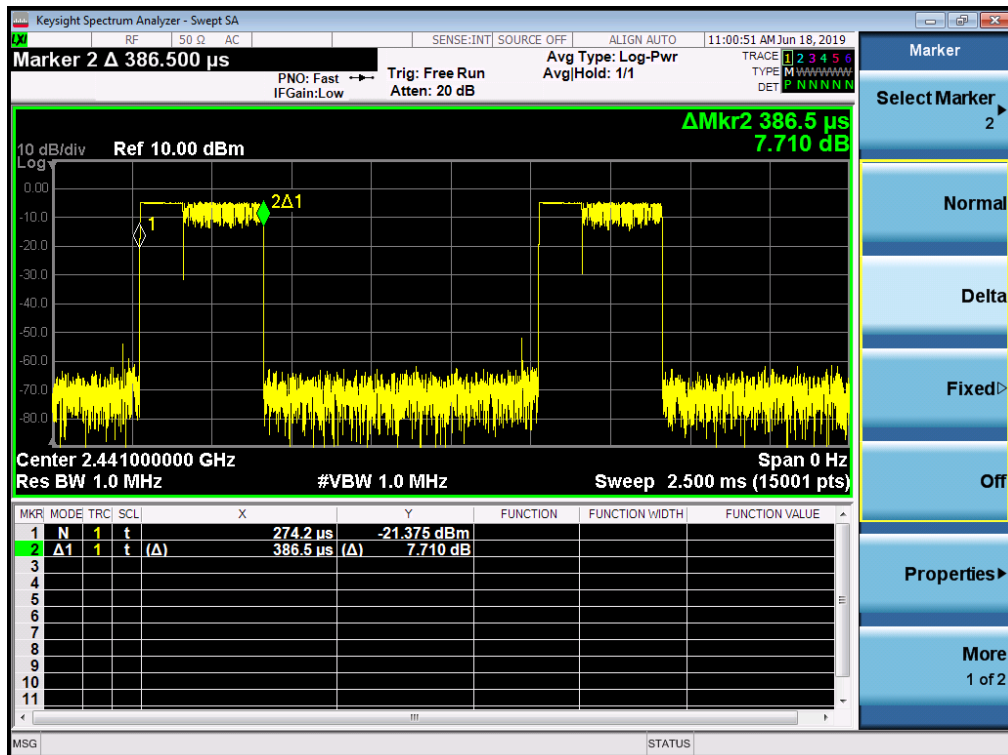 Keysight Spectrum Analyzer - Swept SA
LXI RF 50 Ω AC SENSE:INT SOURCE OFF ALIGN AUTO 11:00:51 AM Jun 18, 2019
Marker 2 Δ 386.500 µs
PNO: Fast
IFGain:Low
Trig: Free Run
Atten: 20 dB
Avg Type: Log-Pwr
Avg|Hold: 1/1
TRACE 1 2 3 4 5 6
TYPE M WWWWW
DET P N N N N N
ΔMkr2 386.5 µs
7.710 dB
10 dB/div Ref 10.00 dBm
Log
0.00
-10.0
-20.0
-30.0
-40.0
-50.0
-60.0
-70.0
-80.0
1
2Δ1
Center 2.441000000 GHz Span 0 Hz
Res BW 1.0 MHz #VBW 1.0 MHz Sweep 2.500 ms (15001 pts)
MKR MODE TRC SCL X Y FUNCTION FUNCTION WIDTH FUNCTION VALUE
1 N 1 t 274.2 µs -21.375 dBm
2 Δ1 1 t (Δ) 386.5 µs (Δ) 7.710 dB
3
4
5
6
7
8
9
10
11
MSG STATUS
Marker
Select Marker
2
Normal
Delta
Fixed
Off
Properties
More
1 of 2